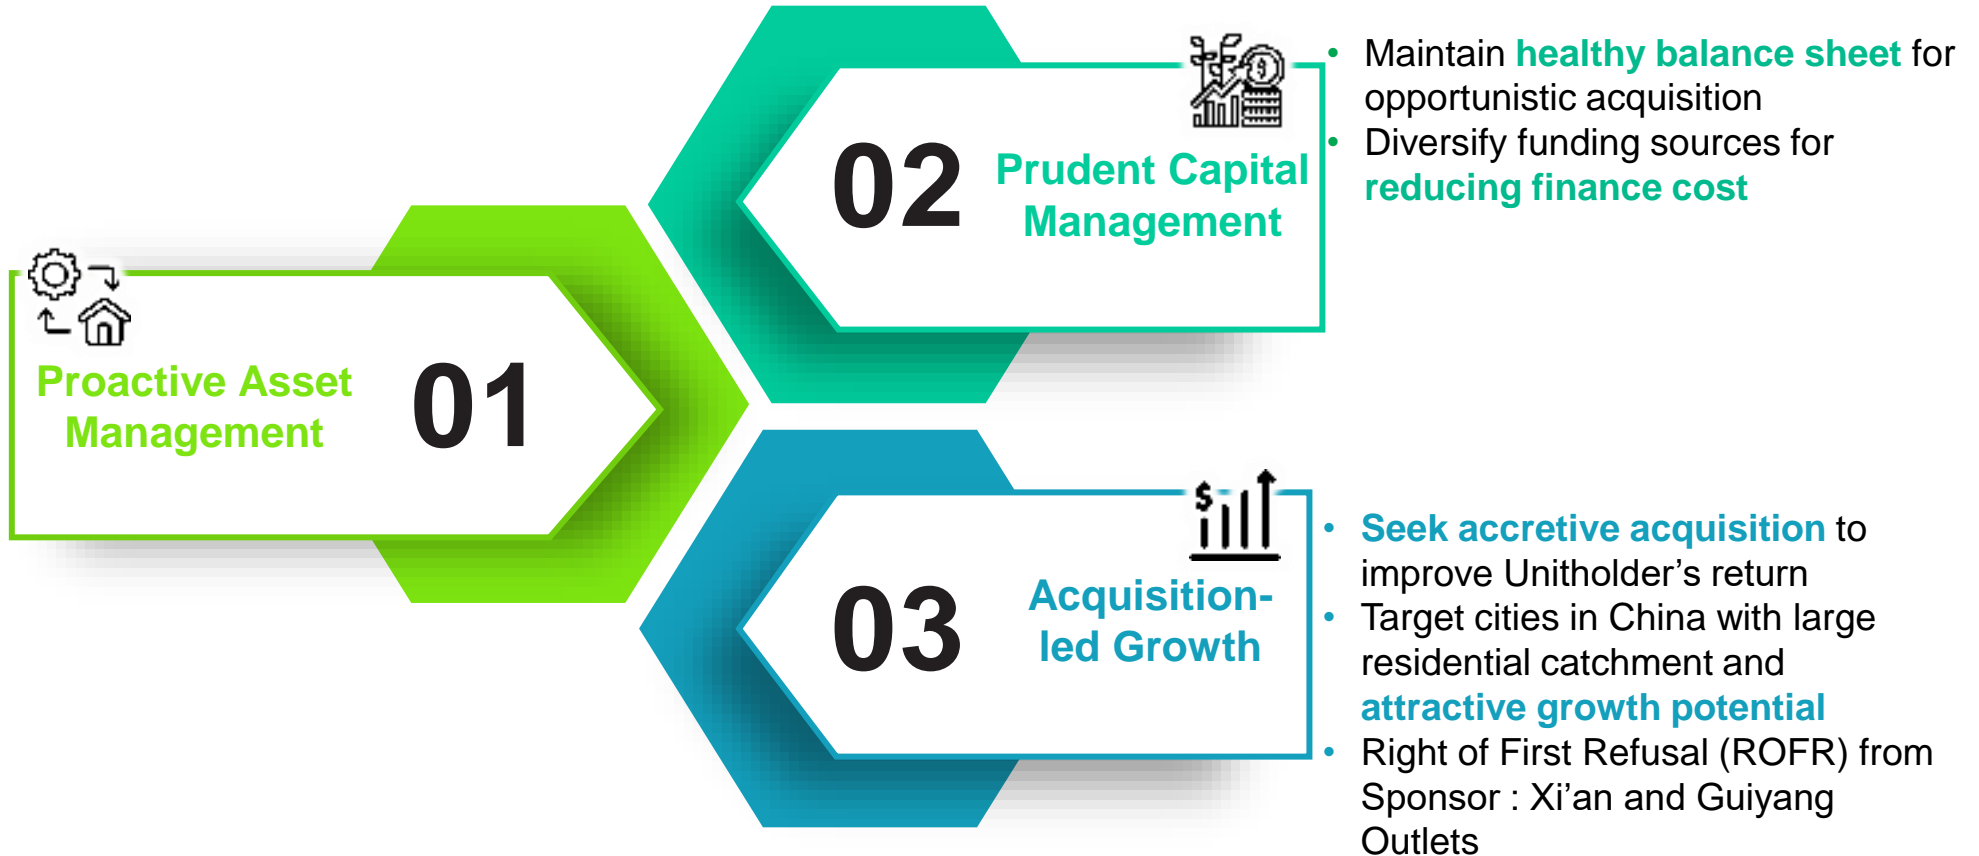 Proactive Asset
Management
01
02
Prudent Capital
Management
• Maintain healthy balance sheet for
opportunistic acquisition
• Diversify funding sources for
reducing finance cost
03
Acquisition-
led Growth
$
• Seek accretive acquisition to
improve Unitholder’s return
• Target cities in China with large
residential catchment and
attractive growth potential
• Right of First Refusal (ROFR) from
Sponsor : Xi’an and Guiyang
Outlets